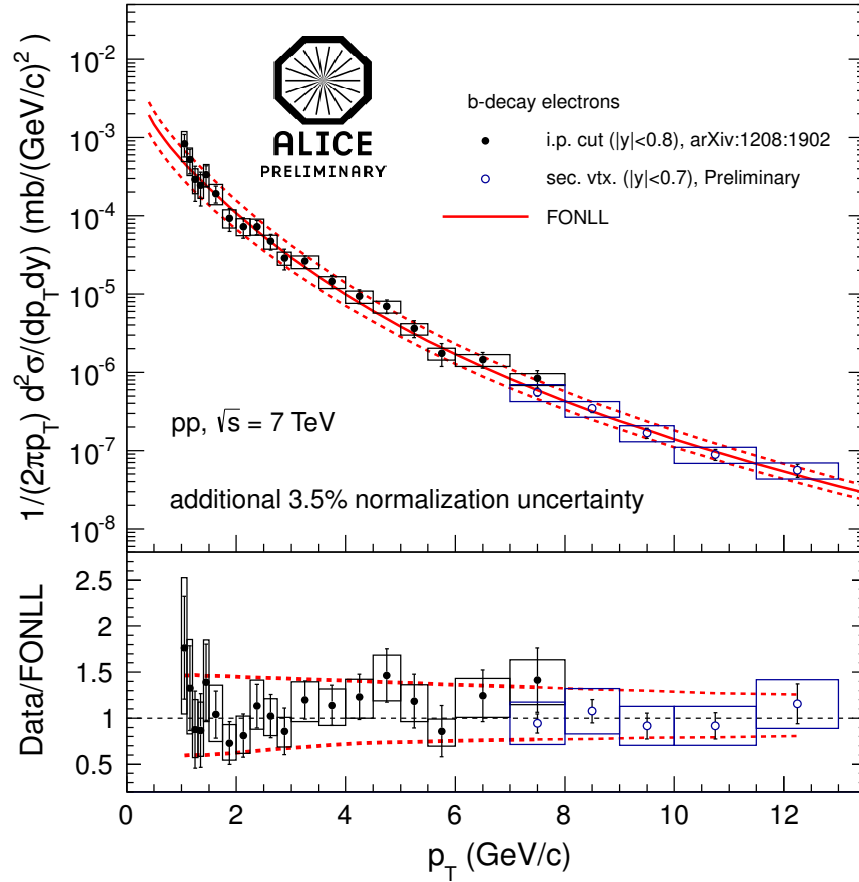 1/(2πp_T) d²σ/(dp_Tdy) (mb/(GeV/c)²)
10⁻²
10⁻³
10⁻⁴
10⁻⁵
10⁻⁶
10⁻⁷
10⁻⁸
ALICE
PRELIMINARY
b-decay electrons
i.p. cut (|y|<0.8), arXiv:1208:1902
sec. vtx. (|y|<0.7), Preliminary
FONLL
pp, √s = 7 TeV
additional 3.5% normalization uncertainty
Data/FONLL
2.5
2
1.5
1
0.5
0 2 4 6 8 10 12
p_T (GeV/c)